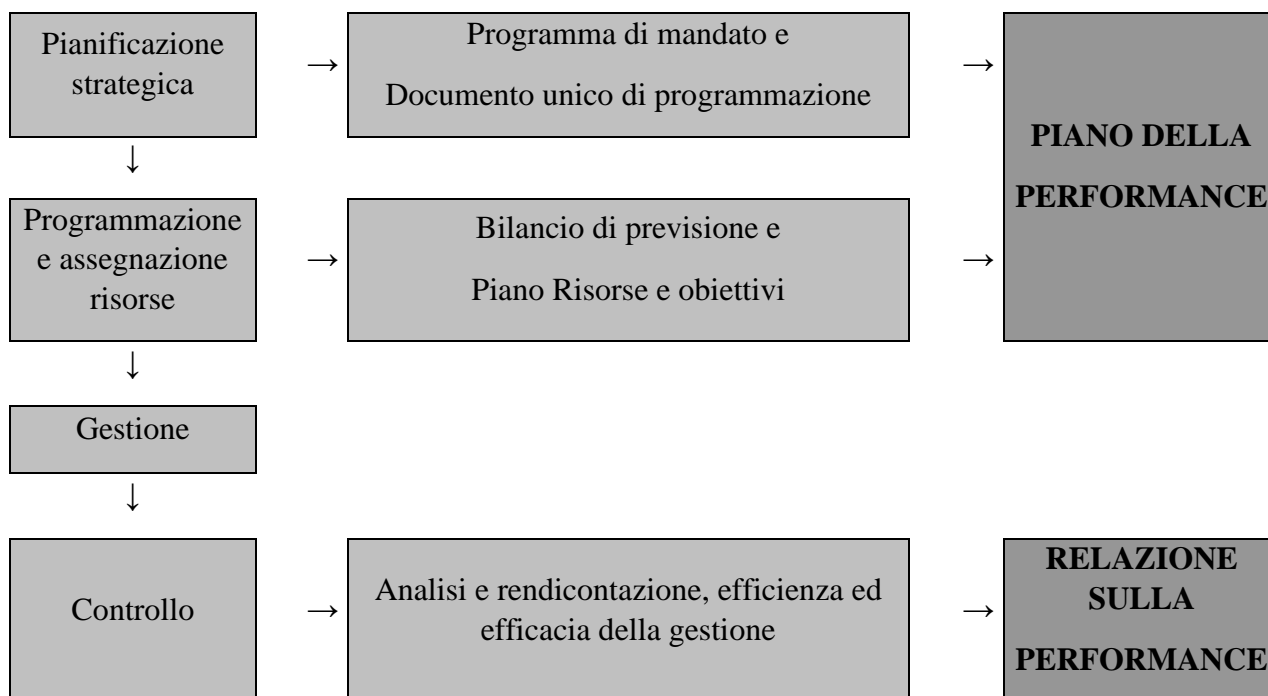 Pianificazione
strategica
→
Programma di mandato e
Documento unico di programmazione
→
PIANO DELLA
PERFORMANCE
↓
Programmazione
e assegnazione
risorse
→
Bilancio di previsione e
Piano Risorse e obiettivi
→
↓
Gestione
↓
Controllo
→
Analisi e rendicontazione, efficienza ed
efficacia della gestione
→
RELAZIONE
SULLA
PERFORMANCE